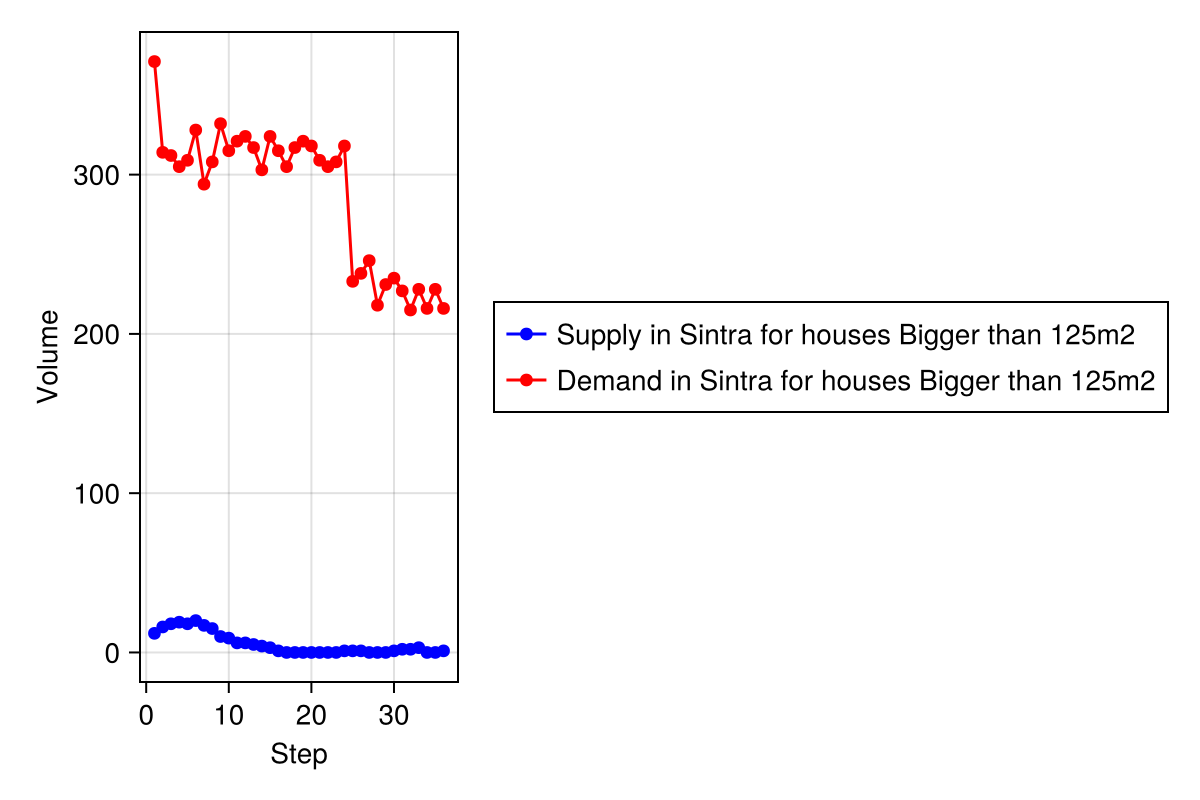 300
200
100
0
Volume
0 10 20 30
Step
Supply in Sintra for houses Bigger than 125m2
Demand in Sintra for houses Bigger than 125m2